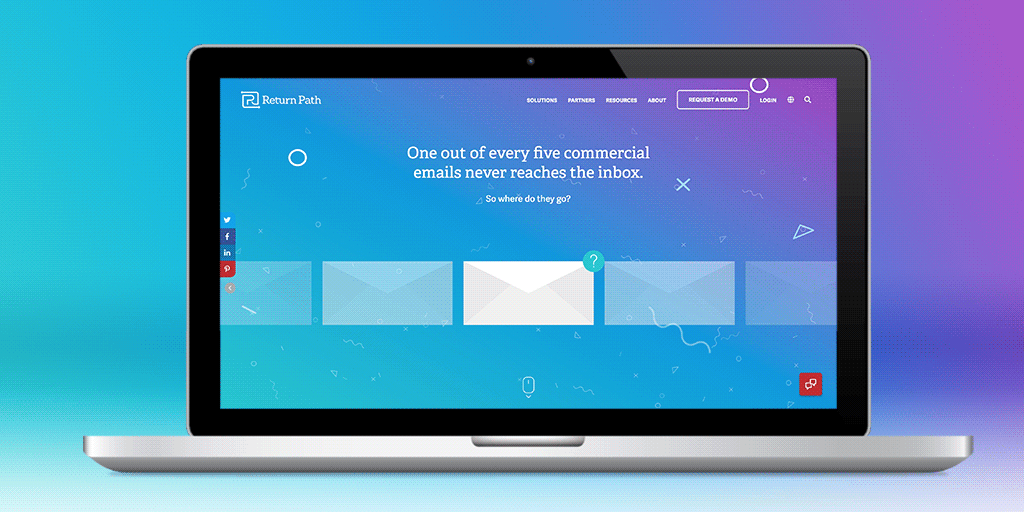 Return Path
SOLUTIONS PARTNERS RESOURCES ABOUT REQUEST A DEMO LOGIN
One out of every five commercial
emails never reaches the inbox.
So where do they go?
?